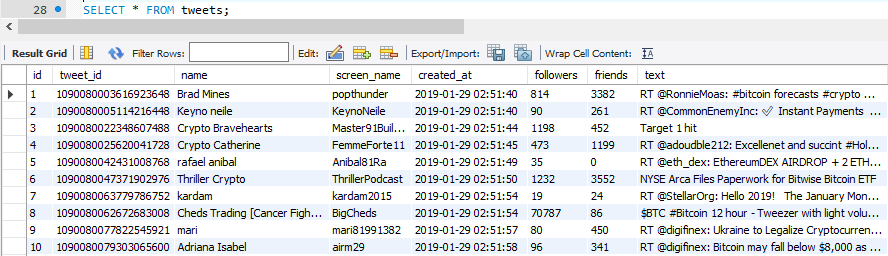 28 SELECT * FROM tweets;
Result Grid Filter Rows: Edit: Export/Import: Wrap Cell Content:
id tweet_id name screen_name created_at followers friends text
1 1090080003616923648 Brad Mines popthunder 2019-01-29 02:51:40 814 3382 RT @RonnieMoas: #bitcoin forecasts #crypto ...
2 1090080005114216448 Keyno neile KeynoNeile 2019-01-29 02:51:40 90 261 RT @CommonEnemyInc: ✅ Instant Payments ...
3 1090080022348607488 Crypto Bravehearts Master91Buil... 2019-01-29 02:51:44 1198 452 Target 1 hit
4 1090080025620041728 Crypto Catherine FemmeForte11 2019-01-29 02:51:45 473 1199 RT @adoudble212: Excellenet and succint #Hol...
5 1090080042431008768 rafael anibal Anibal81Ra 2019-01-29 02:51:49 35 0 RT @eth_dex: EthereumDEX AIRDROP + 2 ETH...
6 1090080047371902976 Thriller Crypto ThrillerPodcast 2019-01-29 02:51:50 1232 3552 NYSE Arca Files Paperwork for Bitwise Bitcoin ETF
7 1090080063779786752 kardam kardam2015 2019-01-29 02:51:54 19 24 RT @StellarOrg: Hello 2019! The January Mon...
8 1090080062672683008 Cheds Trading [Cancer Figh... BigCheds 2019-01-29 02:51:54 70787 86 $BTC #Bitcoin 12 hour - Tweezer with light volu...
9 1090080077822545921 mari mari81991382 2019-01-29 02:51:57 80 450 RT @digifinex: Ukraine to Legalize Cryptocurren...
10 1090080079303065600 Adriana Isabel airm29 2019-01-29 02:51:58 96 341 RT @digifinex: Bitcoin may fall below $8,000 as ...